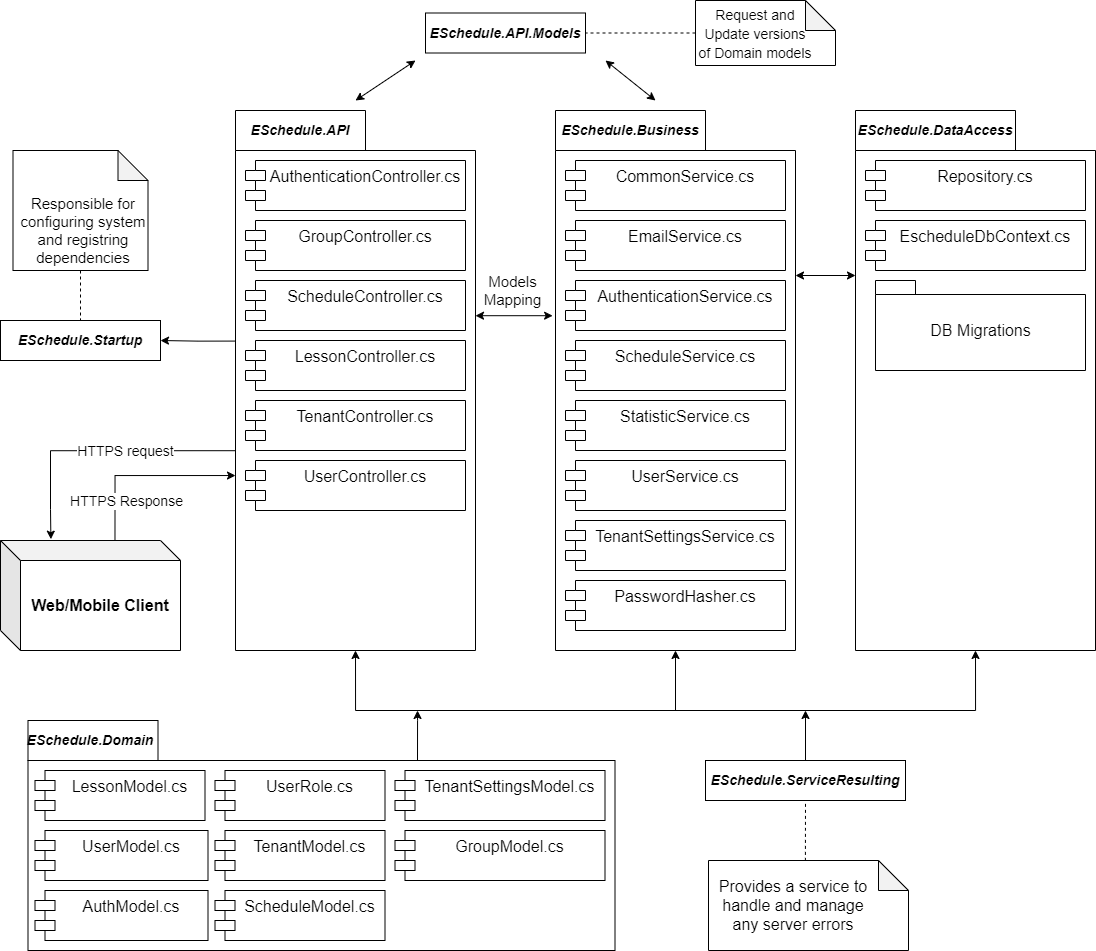 ESchedule.API.Models
Request and
Update versions
of Domain models
ESchedule.API
ESchedule.Business
ESchedule.DataAccess
Responsible for
configuring system
and registring
dependencies
ESchedule.Startup
AuthenticationController.cs
GroupController.cs
ScheduleController.cs
LessonController.cs
TenantController.cs
UserController.cs
Models
Mapping
CommonService.cs
EmailService.cs
AuthenticationService.cs
ScheduleService.cs
StatisticService.cs
UserService.cs
TenantSettingsService.cs
PasswordHasher.cs
Repository.cs
EscheduleDbContext.cs
DB Migrations
HTTPS request
HTTPS Response
Web/Mobile Client
ESchedule.Domain
LessonModel.cs
UserRole.cs
TenantSettingsModel.cs
UserModel.cs
TenantModel.cs
GroupModel.cs
AuthModel.cs
ScheduleModel.cs
ESchedule.ServiceResulting
Provides a service to
handle and manage
any server errors